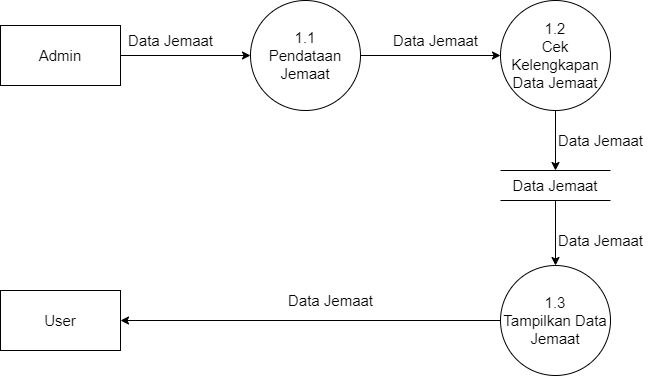 Admin
Data Jemaat
1.1
Pendataan
Jemaat
Data Jemaat
1.2
Cek
Kelengkapan
Data Jemaat
Data Jemaat
Data Jemaat
Data Jemaat
1.3
Tampilkan Data
Jemaat
Data Jemaat
User